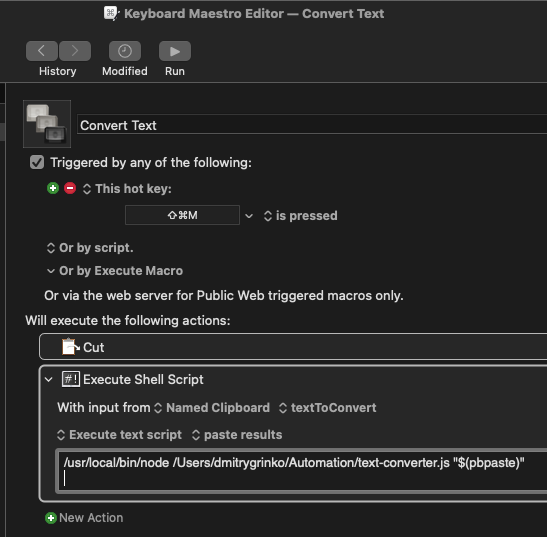 Keyboard Maestro Editor — Convert Text
History Modified Run
Convert Text
Triggered by any of the following:
This hot key:
⇧⌘M is pressed
Or by script.
Or by Execute Macro
Or via the web server for Public Web triggered macros only.
Will execute the following actions:
Cut
#! Execute Shell Script
With input from Named Clipboard textToConvert
Execute text script paste results
/usr/local/bin/node /Users/dmitrygrinko/Automation/text-converter.js "$(pbpaste)"
New Action